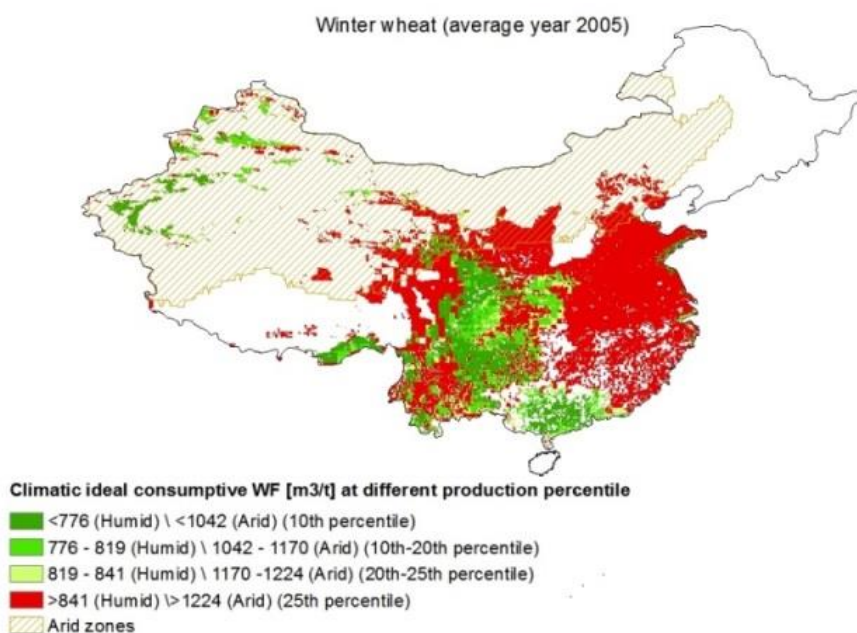 Winter wheat (average year 2005)
Climatic ideal consumptive WF [m3/t] at different production percentile
<776 (Humid) \ <1042 (Arid) (10th percentile)
776 - 819 (Humid) \ 1042 - 1170 (Arid) (10th-20th percentile)
819 - 841 (Humid) \ 1170 -1224 (Arid) (20th-25th percentile)
>841 (Humid) \>1224 (Arid) (25th percentile)
Arid zones